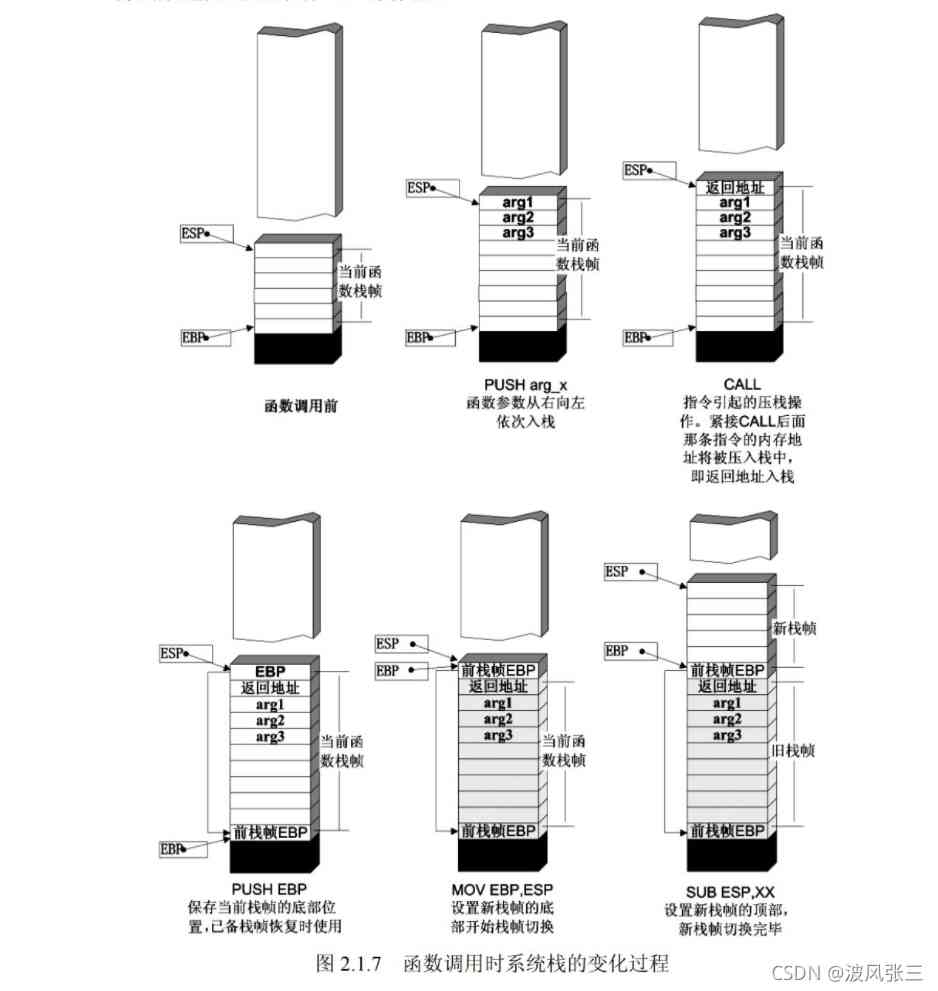 ESP
当前函
数栈帧
EBP
函数调用前
ESP
arg1
arg2
arg3
当前函
数栈帧
EBP
PUSH arg_x
函数参数从右向左
依次入栈
ESP
返回地址
arg1
arg2
arg3
当前函
数栈帧
EBP
CALL
指令引起的压栈操
作。紧接CALL后面
那条指令的内存地
址将被压入栈中，
即返回地址入栈
ESP
EBP
返回地址
arg1
arg2
arg3
当前函
数栈帧
前栈帧EBP
EBP
PUSH EBP
保存当前栈帧的底部位
置，已备栈帧恢复时使用
ESP
EBP
前栈帧EBP
返回地址
arg1
arg2
arg3
当前函
数栈帧
前栈帧EBP
MOV EBP,ESP
设置新栈帧的底
部开始栈帧切换
ESP
新栈帧
EBP
前栈帧EBP
返回地址
arg1
arg2
arg3
旧栈帧
前栈帧EBP
SUB ESP,XX
设置新栈帧的顶部，
新栈帧切换完毕
图 2.1.7 函数调用时系统栈的变化过程
CSDN @波风张三